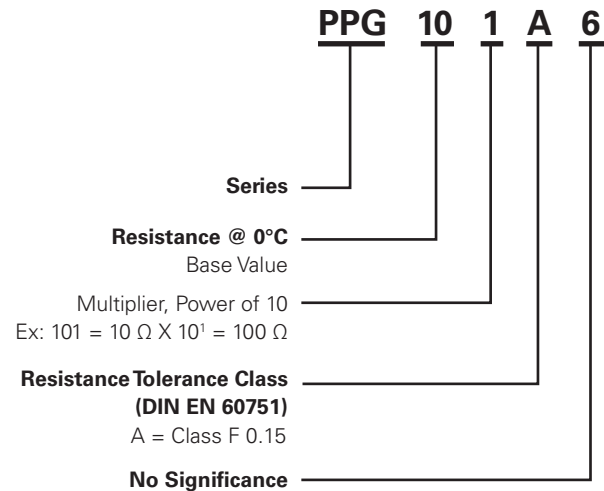 PPG 10 1 A 6
Series
Resistance @ 0°C
Base Value
Multiplier, Power of 10
Ex: 101 = 10 Ω X 10¹ = 100 Ω
Resistance Tolerance Class
(DIN EN 60751)
A = Class F 0.15
No Significance